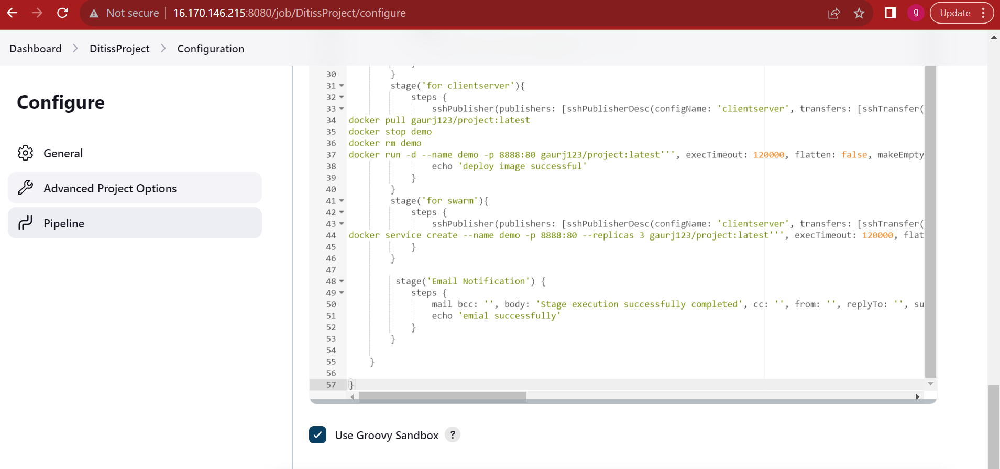 Not secure | 16.170.146.215:8080/job/DitissProject/configure
g
Update
Dashboard > DitissProject > Configuration
Configure
General
Advanced Project Options
Pipeline
30 }
31 stage('for clientserver'){
32 steps {
33 sshPublisher(publishers: [sshPublisherDesc(configName: 'clientserver', transfers: [sshTransfer(
34 docker pull gaurj123/project:latest
35 docker stop demo
36 docker rm demo
37 docker run -d --name demo -p 8888:80 gaurj123/project:latest''', execTimeout: 120000, flatten: false, makeEmpty
38 echo 'deploy image successful'
39 }
40 }
41 stage('for swarm'){
42 steps {
43 sshPublisher(publishers: [sshPublisherDesc(configName: 'clientserver', transfers: [sshTransfer(
44 docker service create --name demo -p 8888:80 --replicas 3 gaurj123/project:latest''', execTimeout: 120000, flat
45 }
46 }
47
48 stage('Email Notification') {
49 steps {
50 mail bcc: '', body: 'Stage execution successfully completed', cc: '', from: '', replyTo: '', su
51 echo 'emial successfully'
52 }
53 }
54
55 }
56
57 }
Use Groovy Sandbox ?